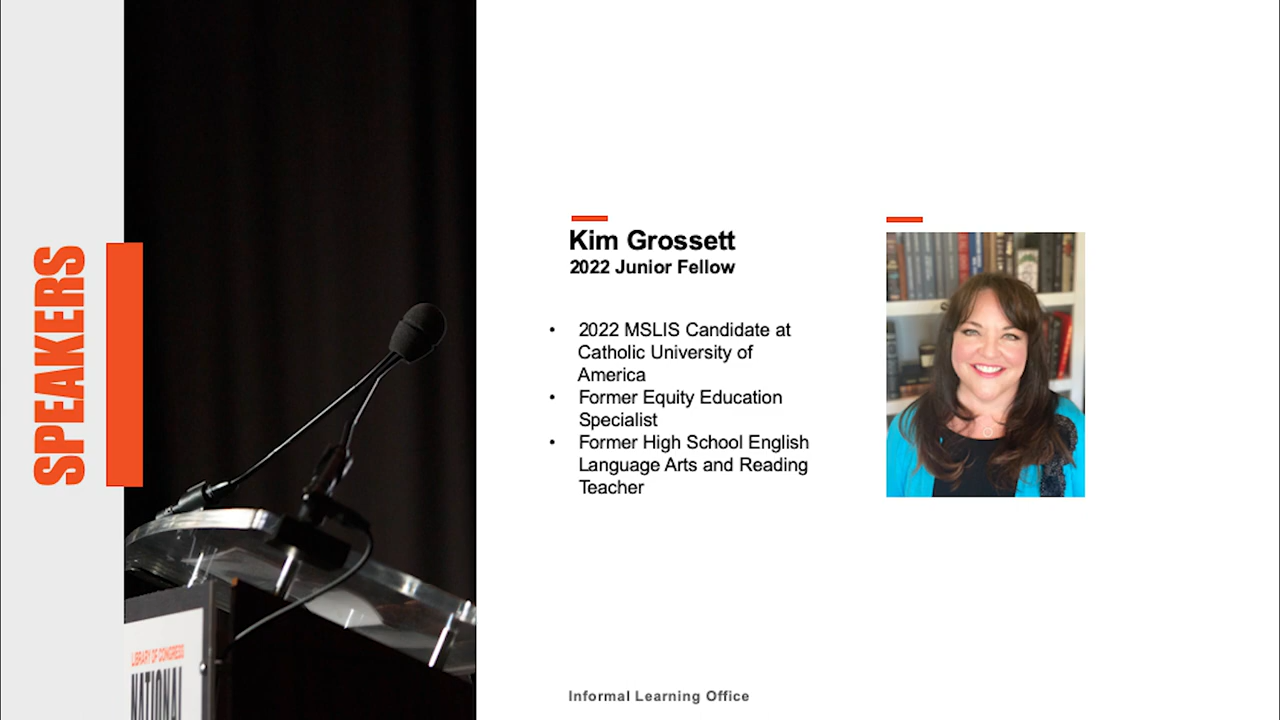 SPEAKERS
LIBRARY OF CONGRESS
NATIONAL
Kim Grossett
2022 Junior Fellow
• 2022 MSLIS Candidate at
Catholic University of
America
• Former Equity Education
Specialist
• Former High School English
Language Arts and Reading
Teacher
Informal Learning Office